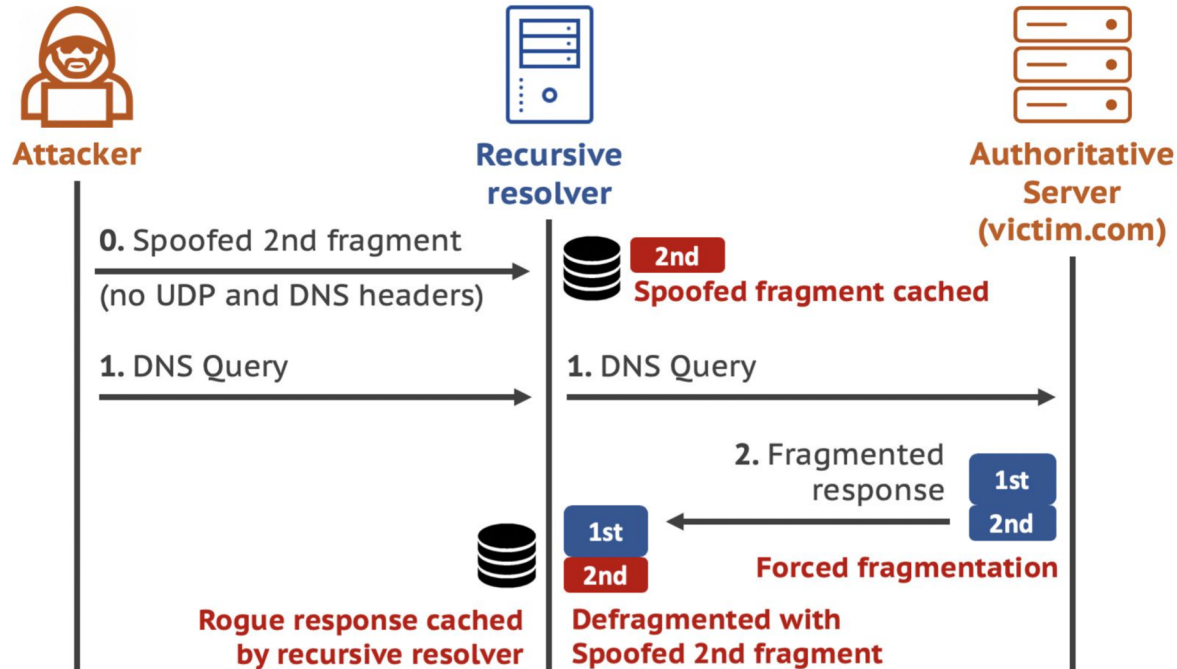 Attacker
Recursive
resolver
Authoritative
Server
(victim.com)
0. Spoofed 2nd fragment
(no UDP and DNS headers)
2nd
Spoofed fragment cached
1. DNS Query
1. DNS Query
2. Fragmented
response
1st
2nd
Forced fragmentation
1st
2nd
Rogue response cached
by recursive resolver
Defragmented with
Spoofed 2nd fragment